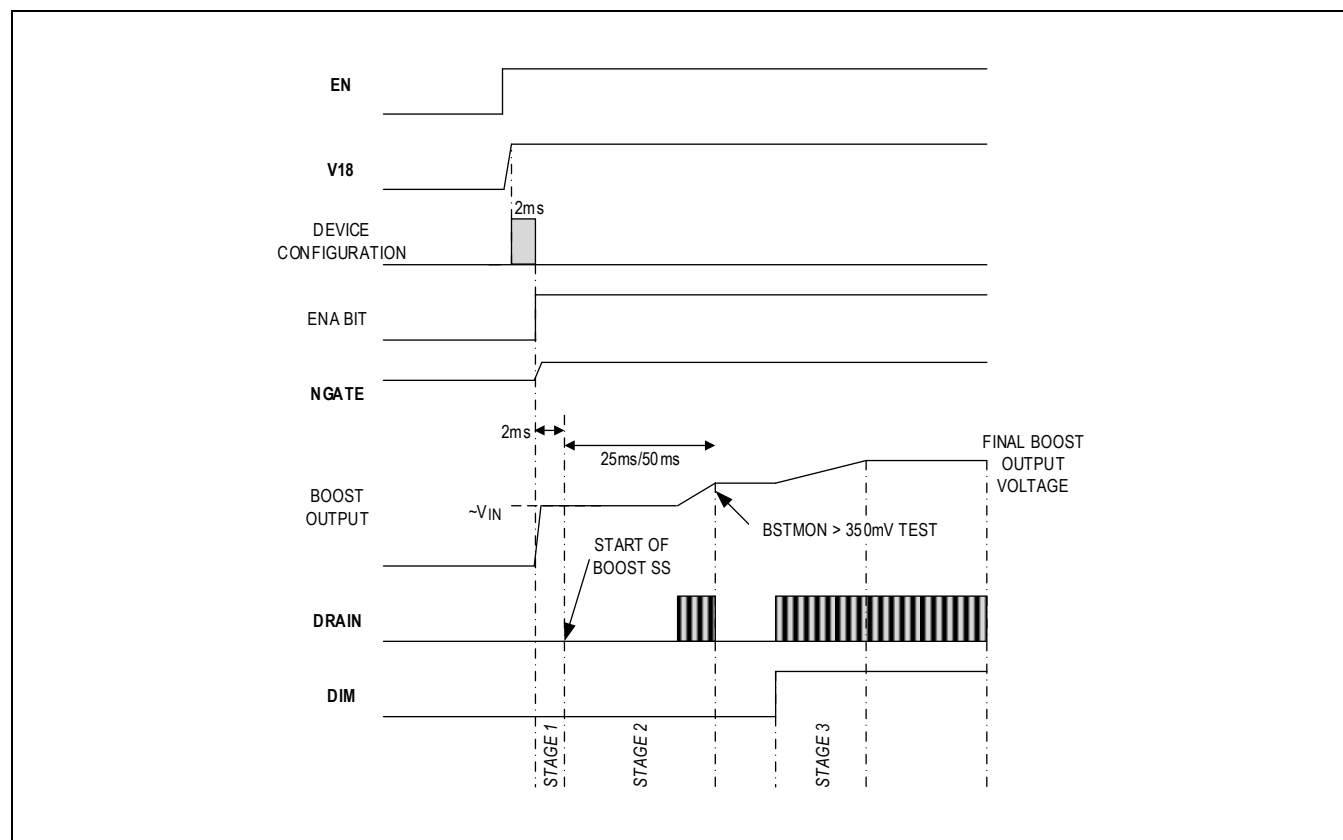 EN
V18
2ms
DEVICE
CONFIGURATION
ENA BIT
NGATE
2ms
25ms/50ms
FINAL BOOST
OUTPUT
VOLTAGE
BOOST
OUTPUT
~VIN
BSTMON > 350mV TEST
START OF
BOOST SS
DRAIN
DIM
STAGE 1
STAGE 2
STAGE 3